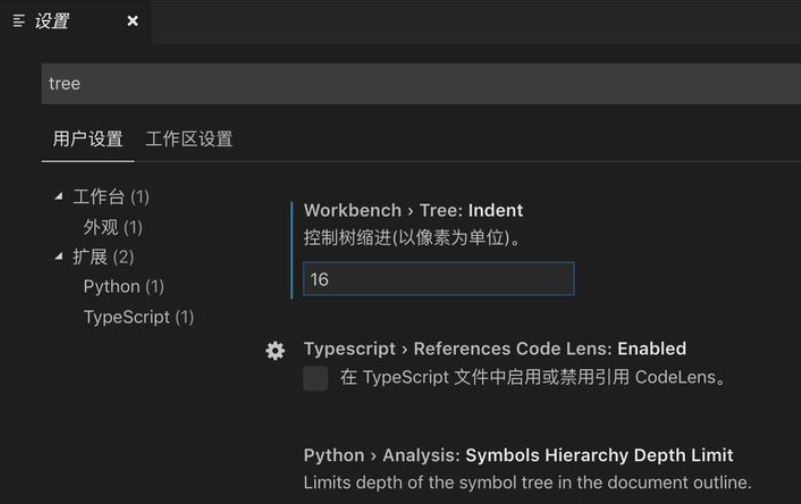 设置
tree
用户设置 工作区设置
工作台 (1)
外观 (1)
扩展 (2)
Python (1)
TypeScript (1)
Workbench › Tree: Indent
控制树缩进(以像素为单位)。
16
Typescript › References Code Lens: Enabled
在 TypeScript 文件中启用或禁用引用 CodeLens。
Python › Analysis: Symbols Hierarchy Depth Limit
Limits depth of the symbol tree in the document outline.